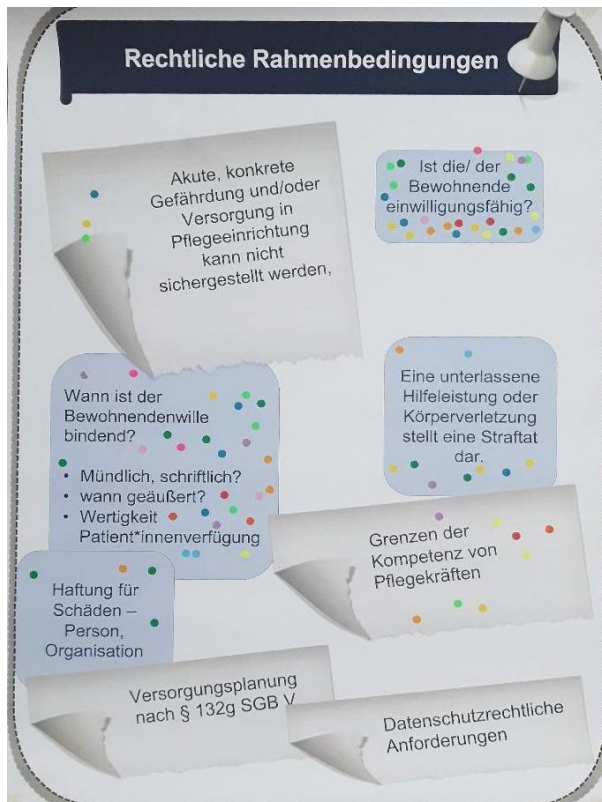 Rechtliche Rahmenbedingungen
Akute, konkrete
Gefährdung und/oder
Versorgung in
Pflegeeinrichtung
kann nicht
sichergestellt werden,
Ist die/ der
Bewohnende
einwilligungsfähig?
Wann ist der
Bewohnendenwille
bindend?
• Mündlich, schriftlich?
• wann geäußert?
• Wertigkeit
Patient*innenverfügung
Eine unterlassene
Hilfeleistung oder
Körperverletzung
stellt eine Straftat
dar.
Grenzen der
Kompetenz von
Pflegekräften
Haftung für
Schäden –
Person,
Organisation
Versorgungsplanung
nach § 132g SGB V
Datenschutzrechtliche
Anforderungen